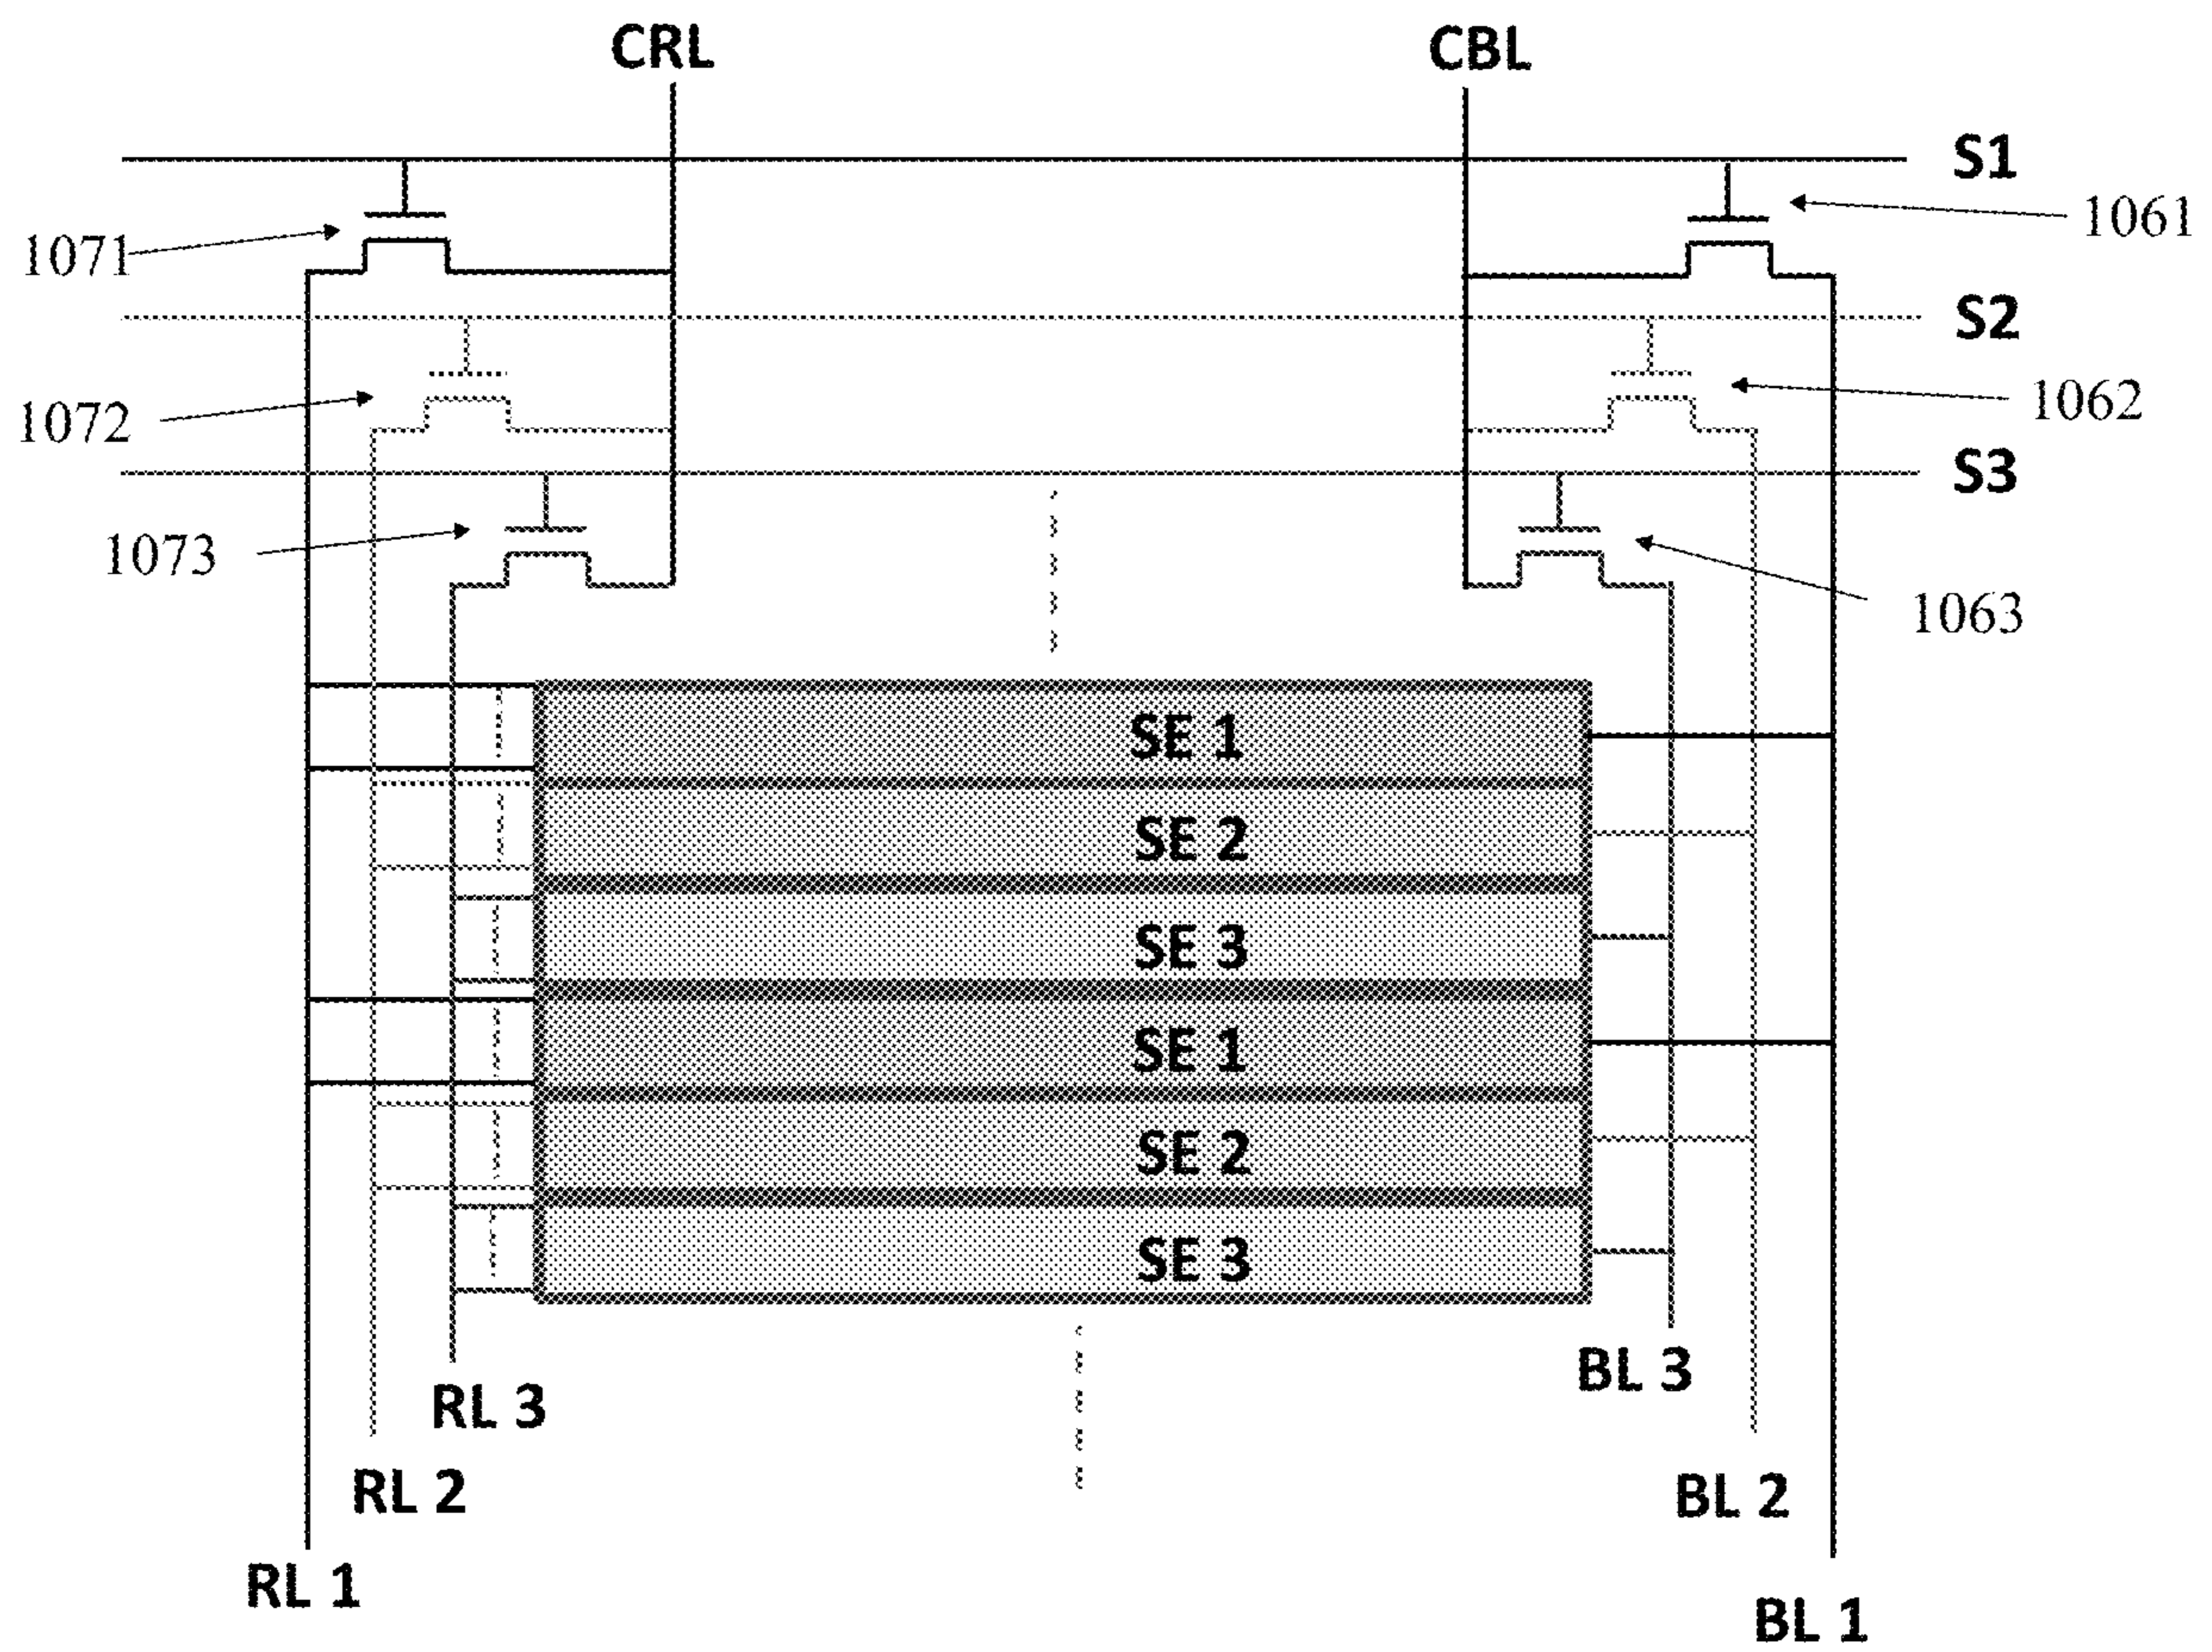 CRL
CBL
S1
1071
1061
S2
1072
1062
S3
1073
1063
SE 1
SE 2
SE 3
SE 1
SE 2
SE 3
BL 3
RL 3
RL 2
BL 2
RL 1
BL 1